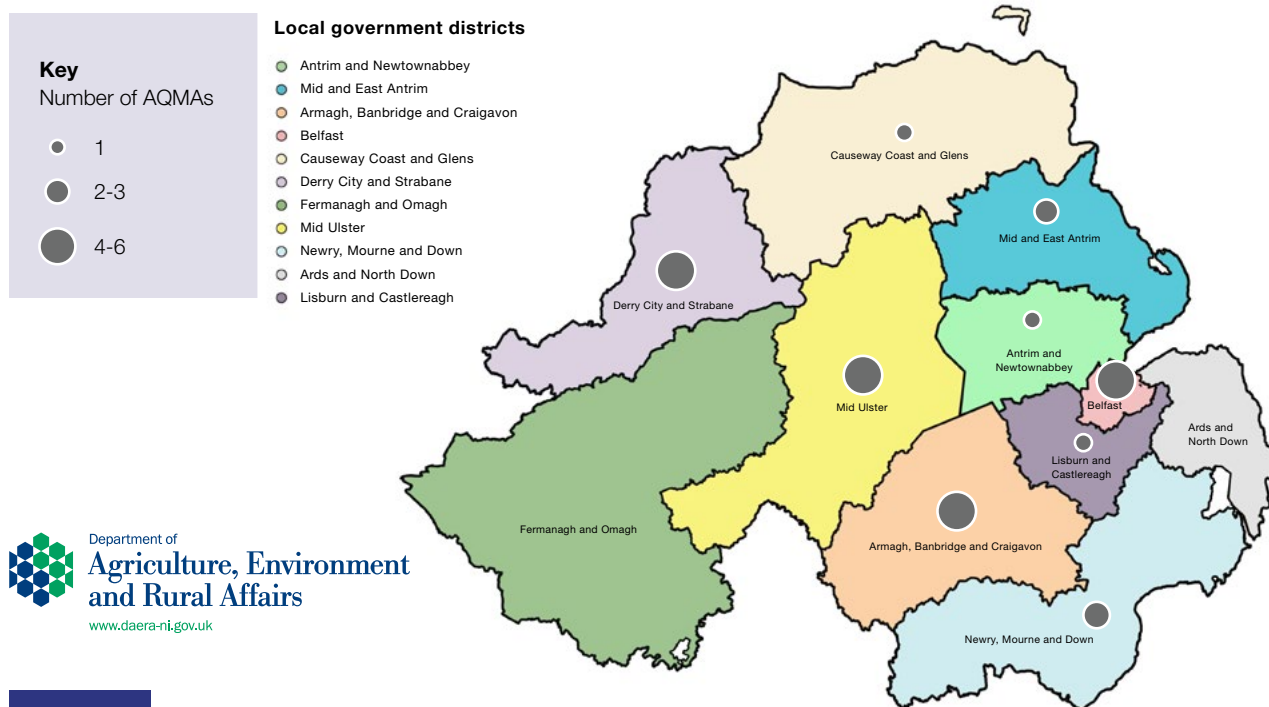 Key
Number of AQMAs
1
2-3
4-6
Local government districts
Antrim and Newtownabbey
Mid and East Antrim
Armagh, Banbridge and Craigavon
Belfast
Causeway Coast and Glens
Derry City and Strabane
Fermanagh and Omagh
Mid Ulster
Newry, Mourne and Down
Ards and North Down
Lisburn and Castlereagh
Causeway Coast and Glens
Mid and East Antrim
Derry City and Strabane
Antrim and
Newtownabbey
Mid Ulster
Belfast
Ards and
North Down
Lisburn and
Castlereagh
Fermanagh and Omagh
Armagh, Banbridge and Craigavon
Newry, Mourne and Down
Department of
Agriculture, Environment
and Rural Affairs
www.daera-ni.gov.uk